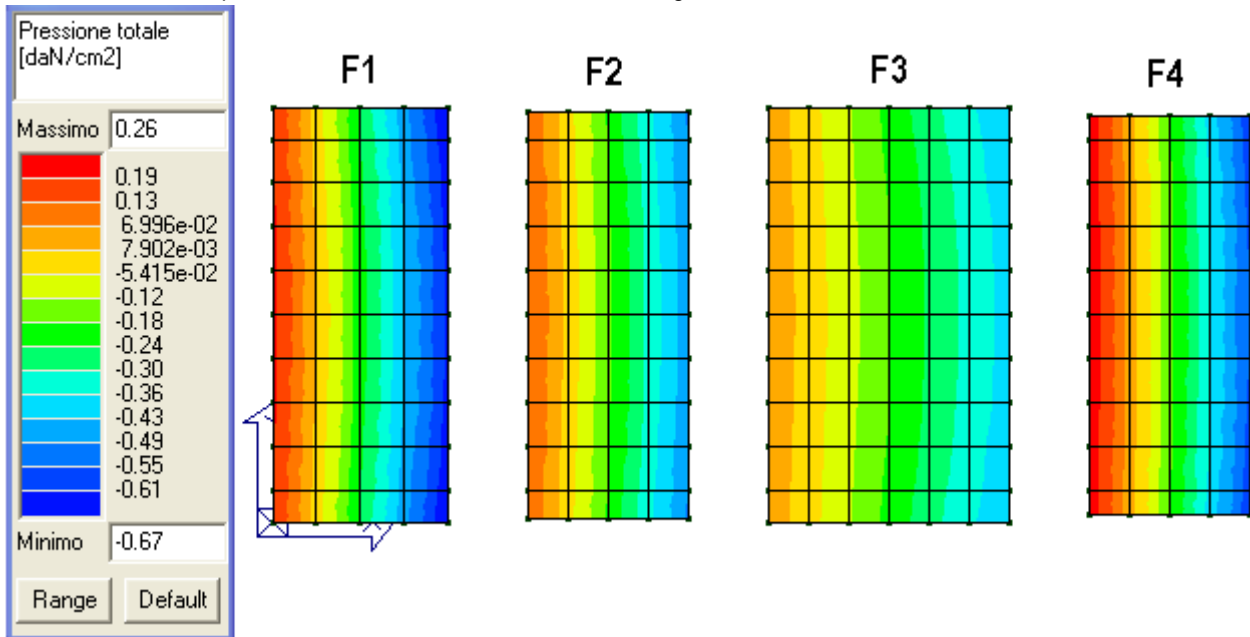 Pressione totale
[daN/cm2]
F1
F2
F3
F4
Massimo 0.26
0.19
0.13
6.996e-02
7.902e-03
-5.415e-02
-0.12
-0.18
-0.24
-0.30
-0.36
-0.43
-0.49
-0.55
-0.61
Minimo -0.67
Range Default